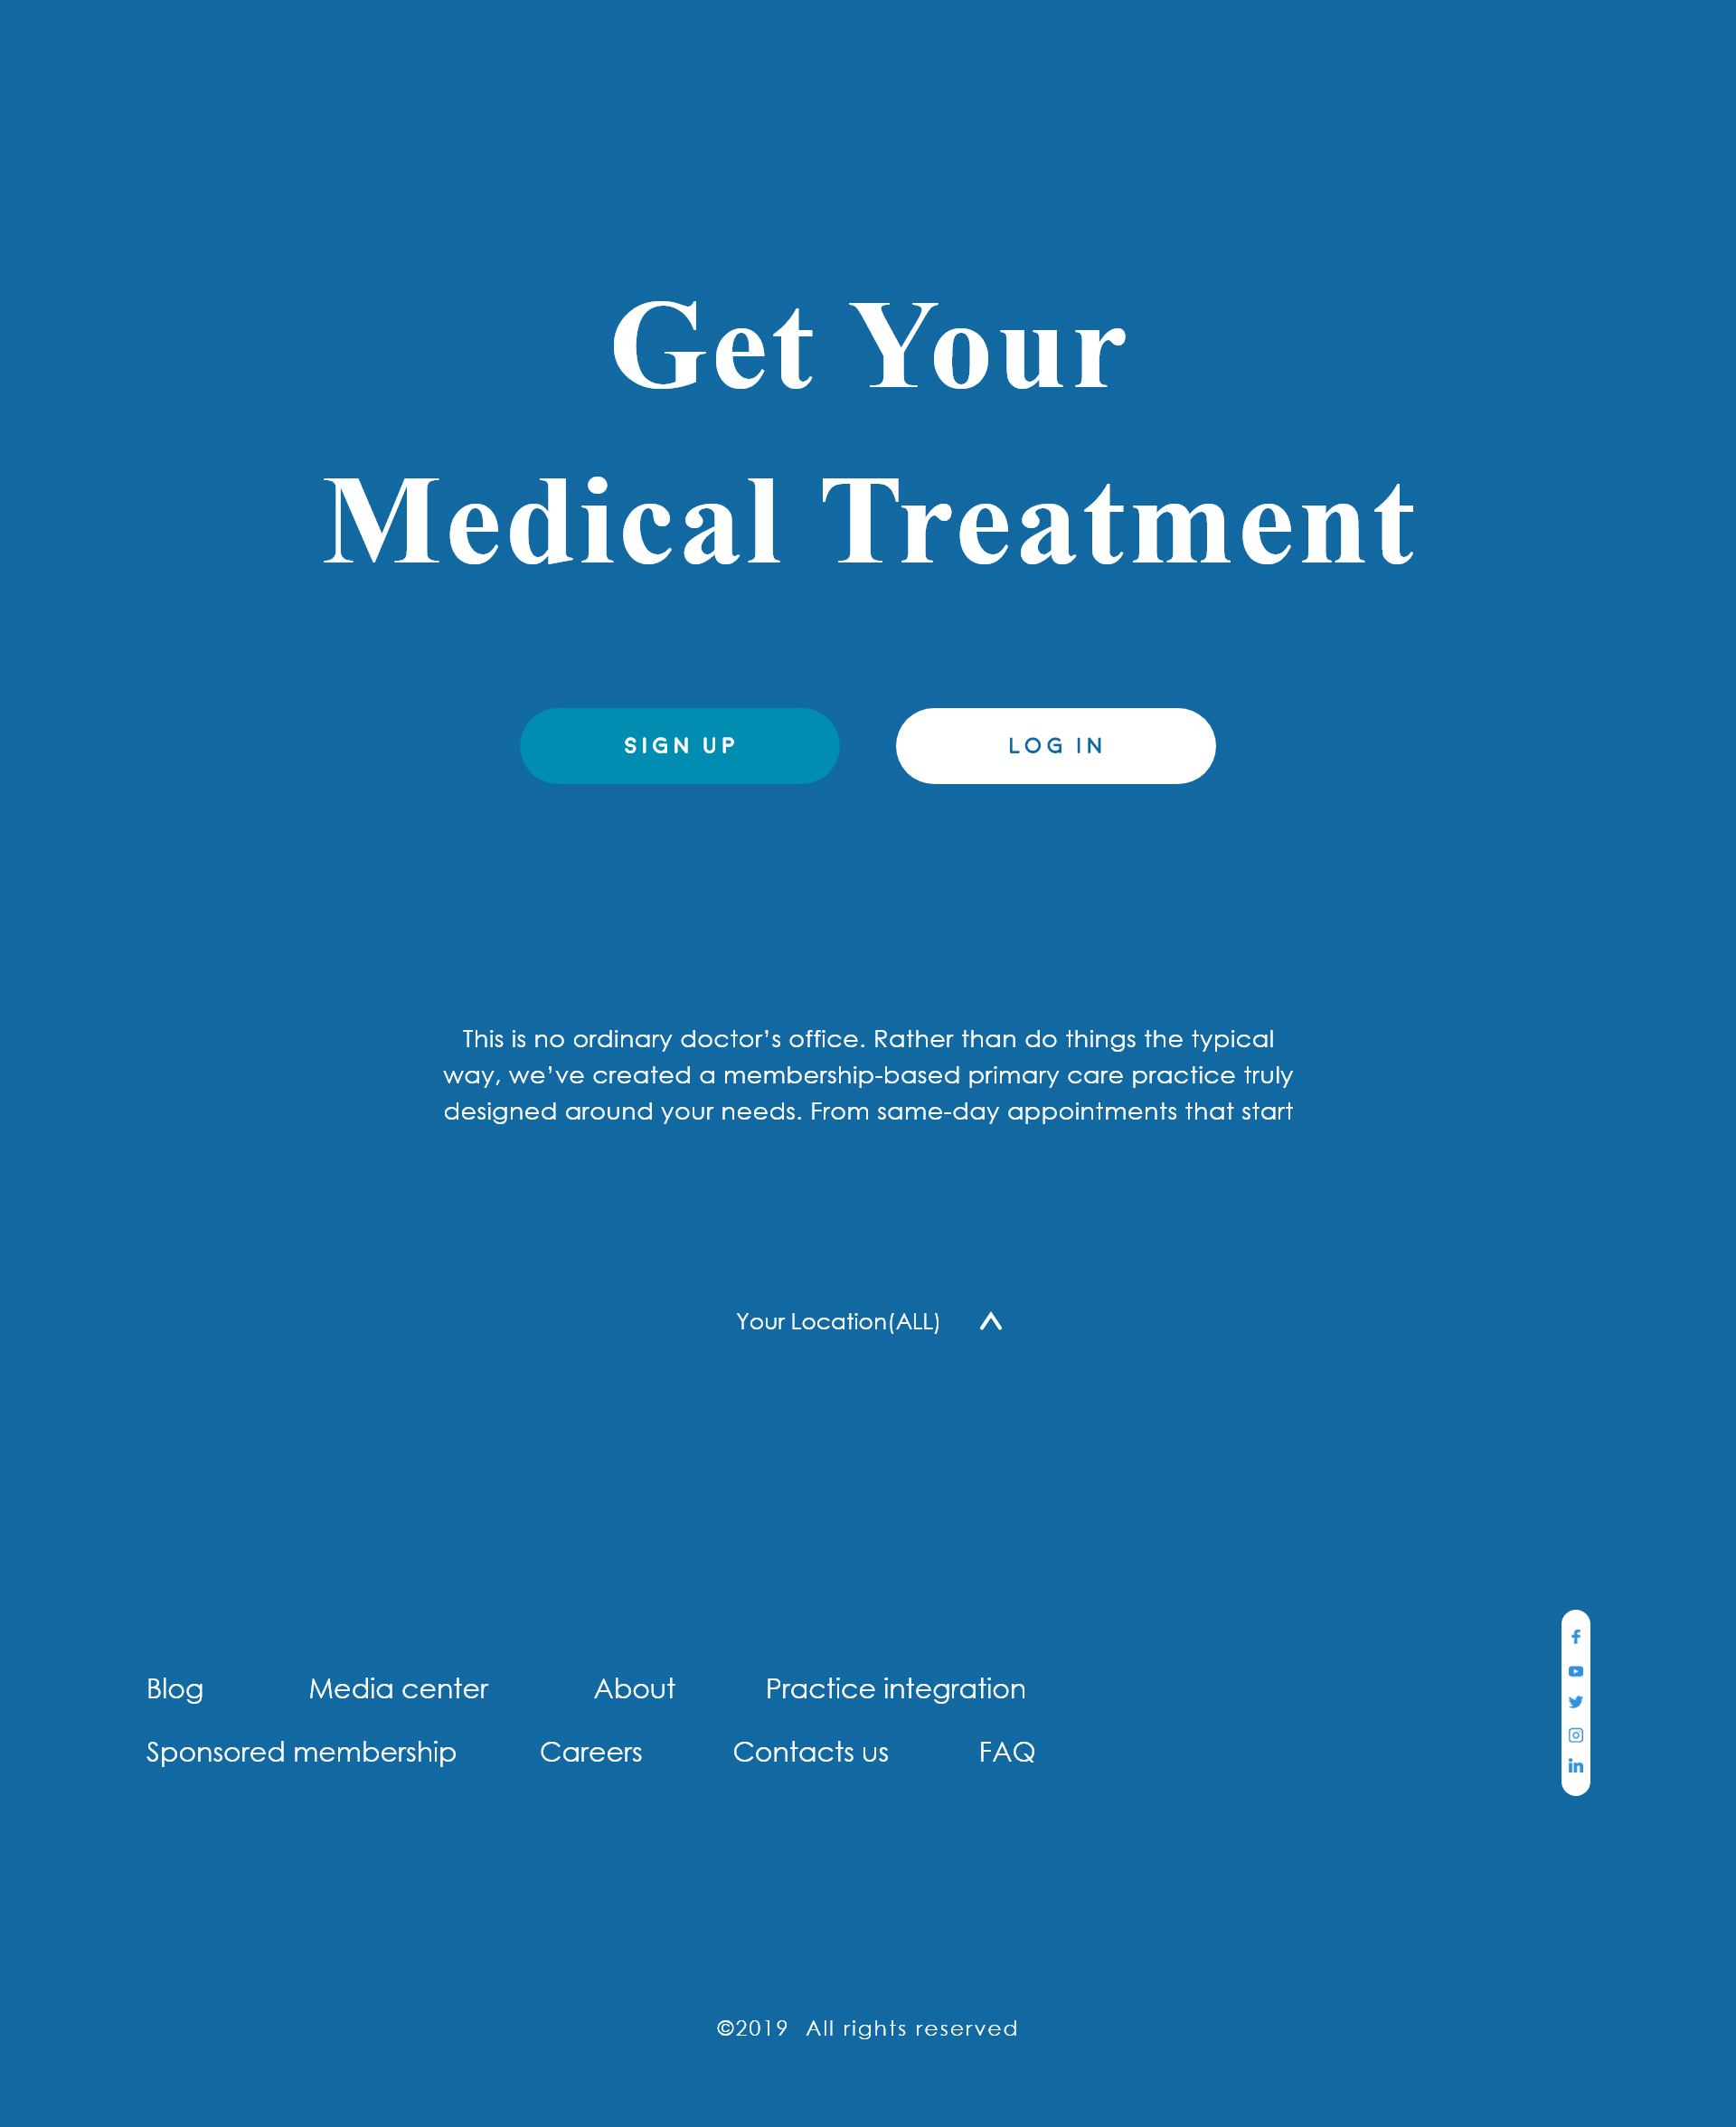 Get Your
Medical Treatment
SIGN UP
LOG IN
This is no ordinary doctor’s office. Rather than do things the typical
way, we’ve created a membership-based primary care practice truly
designed around your needs. From same-day appointments that start
Your Location(ALL)
Blog Media center About Practice integration
Sponsored membership Careers Contacts us FAQ
©2019 All rights reserved